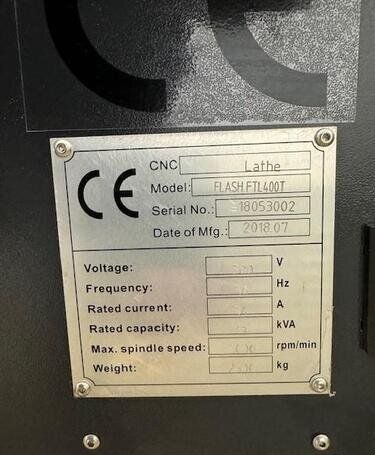 CE
CE
CNC Lathe
Model: FLASH FTL400T
Serial No.: 18053002
Date of Mfg.: 2018.07
Voltage: V
Frequency: Hz
Rated current: A
Rated capacity: kVA
Max. spindle speed: rpm/min
Weight: kg